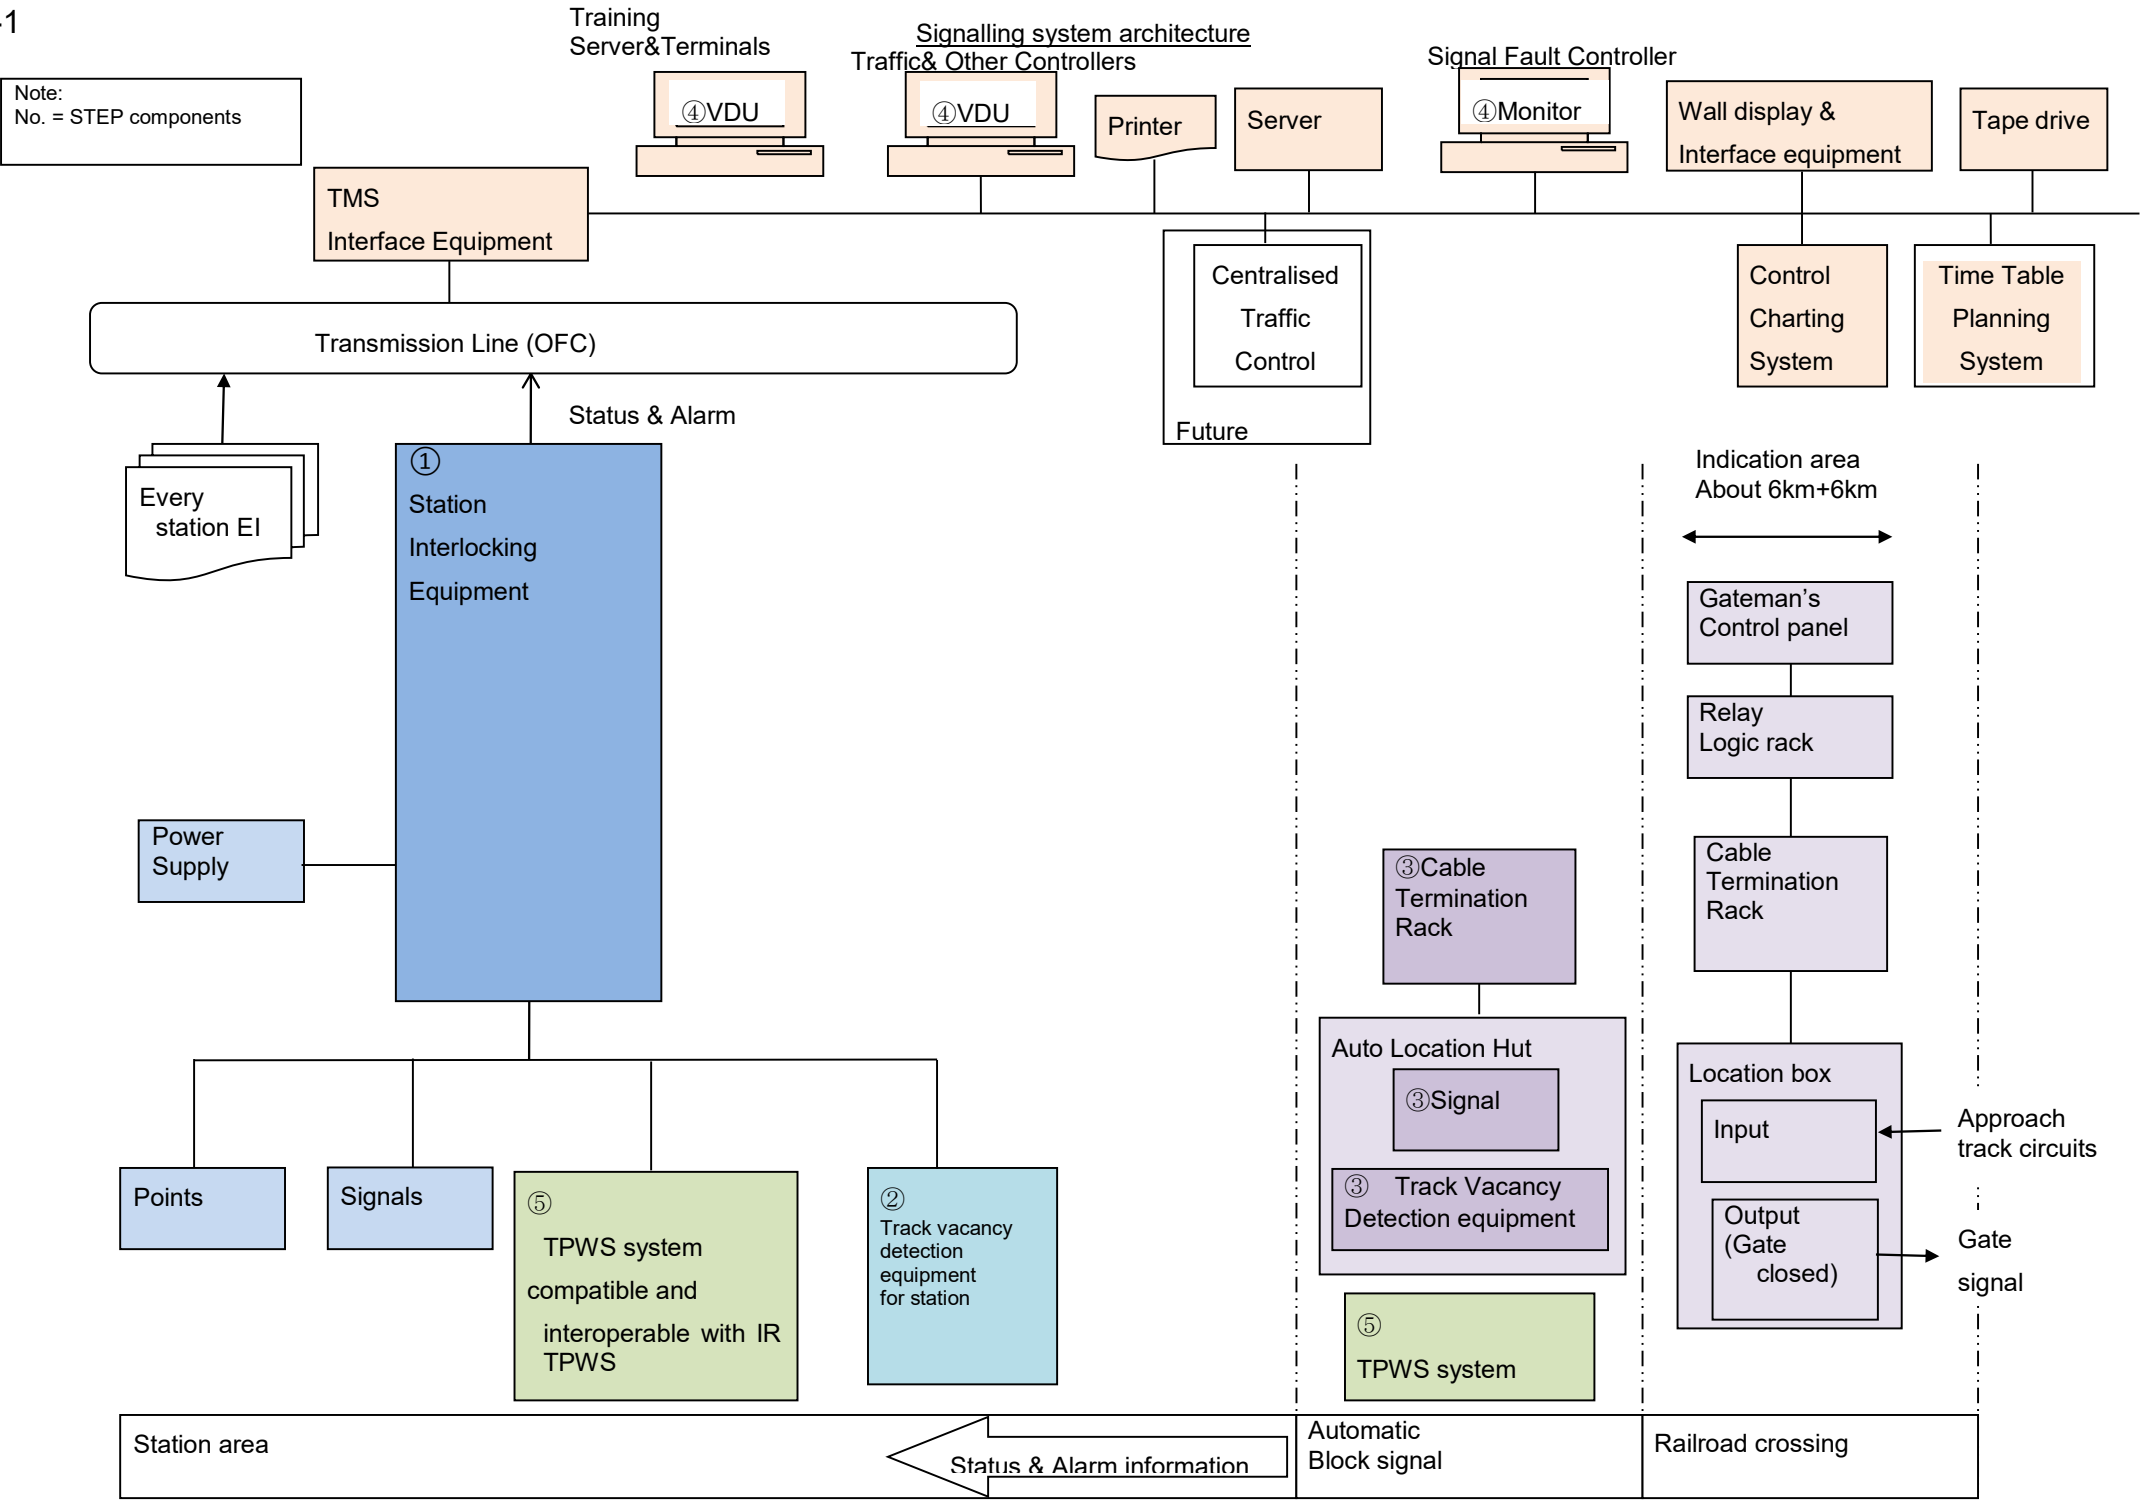 -1
Training
Server&Terminals
Signalling system architecture
Traffic& Other Controllers
Signal Fault Controller
Note:
No. = STEP components
④VDU
④VDU
Printer
Server
④Monitor
Wall display &
Interface equipment
Tape drive
TMS
Interface Equipment
Centralised
Traffic
Control
Future
Control
Charting
System
Time Table
Planning
System
Transmission Line (OFC)
Status & Alarm
Every
station EI
①
Station
Interlocking
Equipment
Indication area
About 6km+6km
Gateman’s
Control panel
Relay
Logic rack
Power
Supply
③Cable
Termination
Rack
Cable
Termination
Rack
Auto Location Hut
③Signal
③ Track Vacancy
Detection equipment
Location box
Input
Output
(Gate
closed)
Approach
track circuits
Gate
signal
Points
Signals
⑤
TPWS system
compatible and
interoperable with IR
TPWS
②
Track vacancy
detection
equipment
for station
⑤
TPWS system
Station area
Status & Alarm information
Automatic
Block signal
Railroad crossing